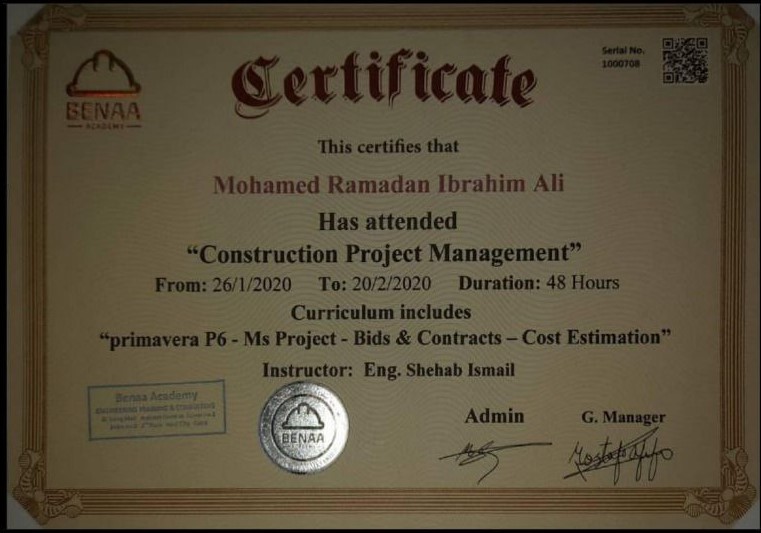 BENAA
ACADEMY
Certificate
Serial No.
1000708
This certifies that
Mohamed Ramadan Ibrahim Ali
Has attended
“Construction Project Management”
From: 26/1/2020 To: 20/2/2020 Duration: 48 Hours
Curriculum includes
“primavera P6 - Ms Project - Bids & Contracts – Cost Estimation”
Instructor: Eng. Shehab Ismail
Benaa Academy
ENGINEERING TRAINING & CONSULTING
BENAA
Admin
G. Manager